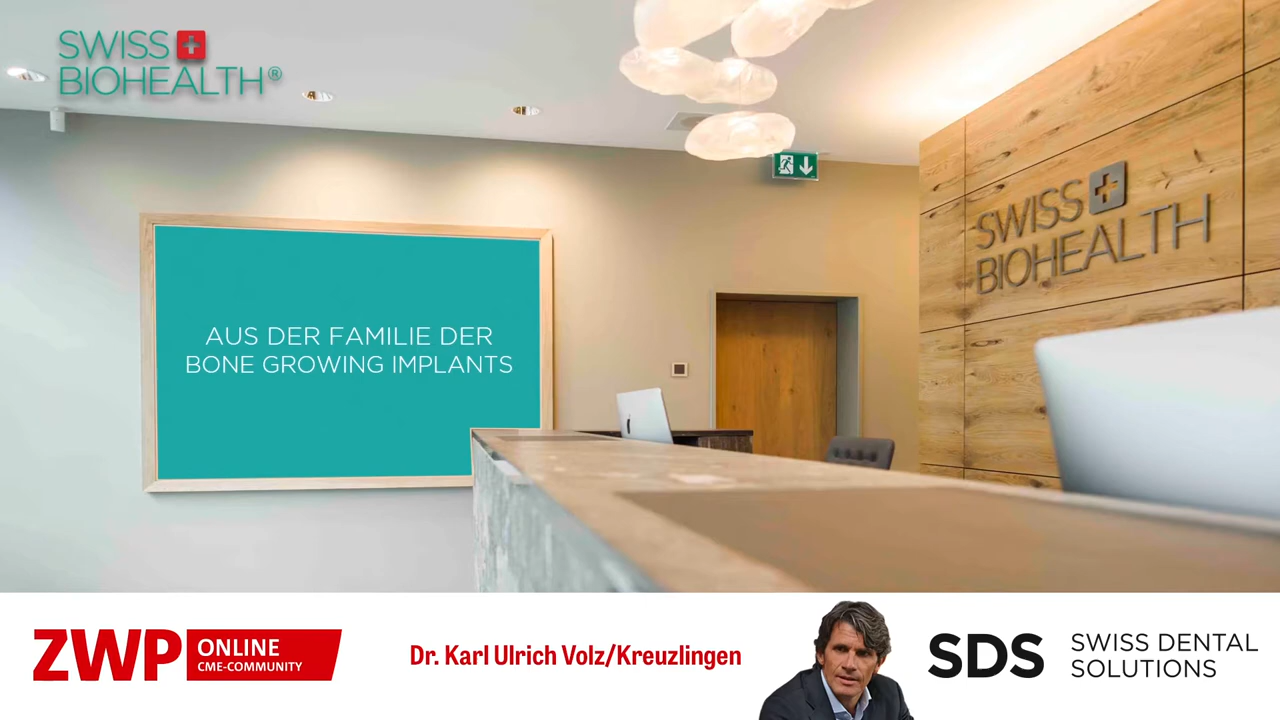 SWISS
BIOHEALTH®
SWISS
BIOHEALTH
AUS DER FAMILIE DER
BONE GROWING IMPLANTS
ZWP ONLINE
CME-COMMUNITY
Dr. Karl Ulrich Volz/Kreuzlingen
SDS
SWISS DENTAL
SOLUTIONS